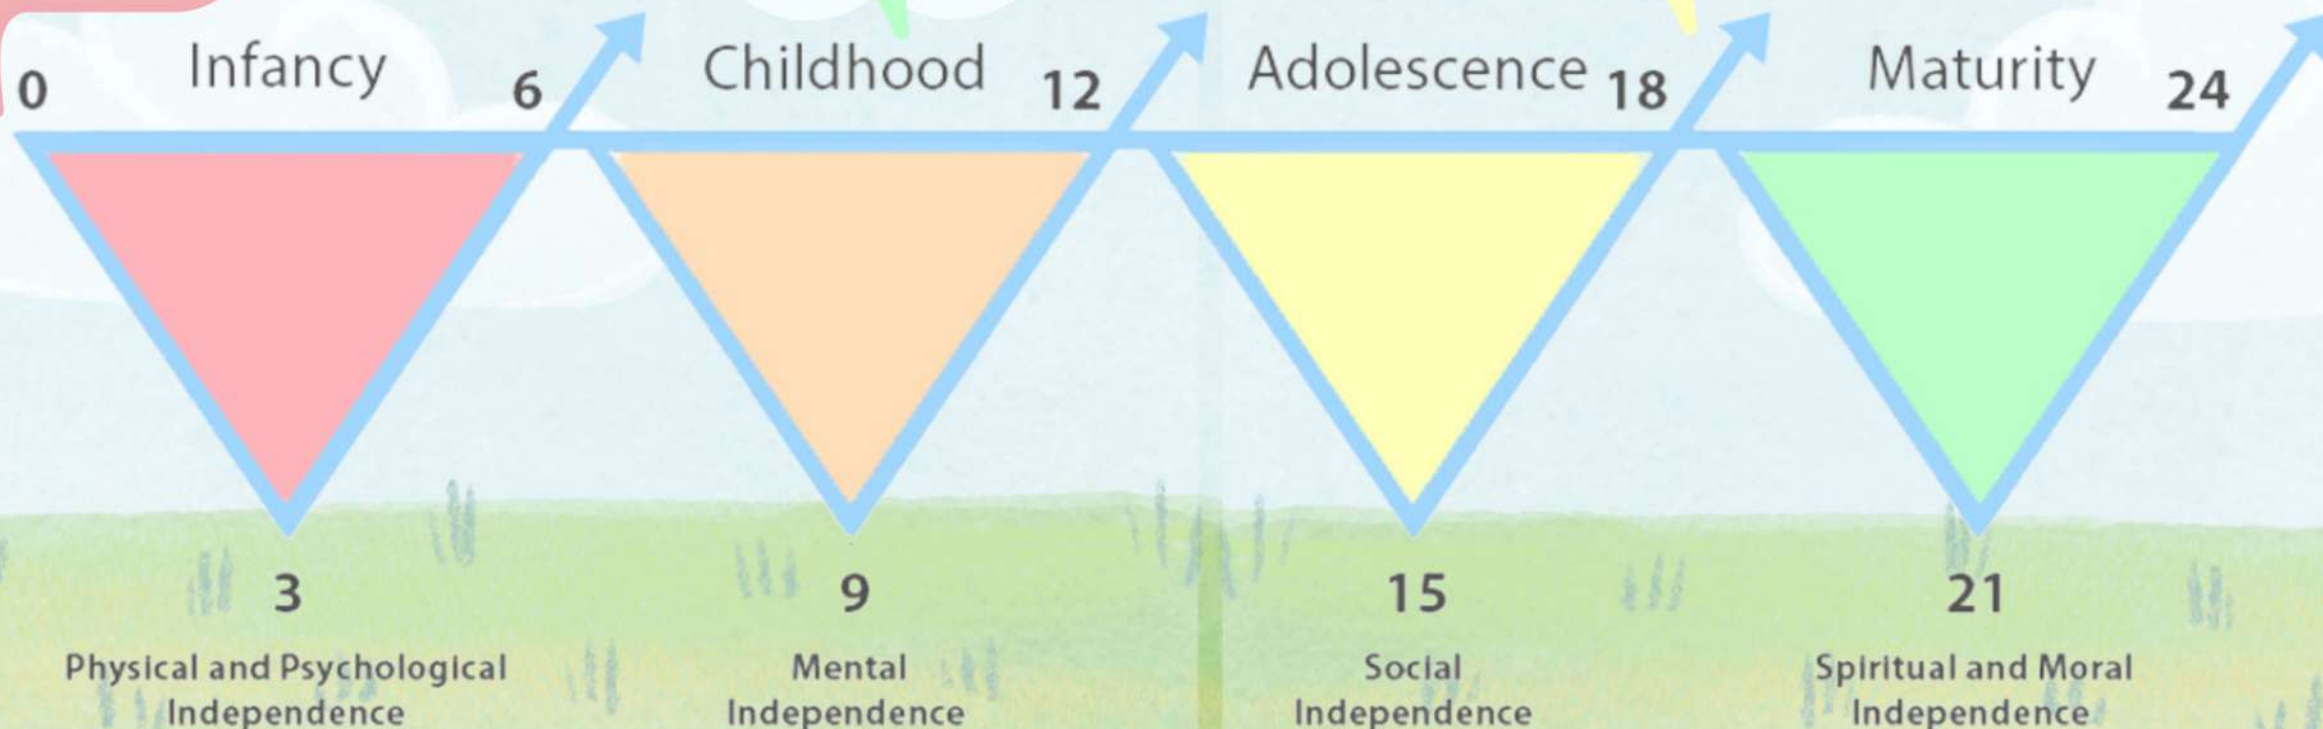 Infancy
Childhood
Adolescence
Maturity
0
6
12
18
24
3
9
15
21
Physical and Psychological
Independence
Mental
Independence
Social
Independence
Spiritual and Moral
Independence